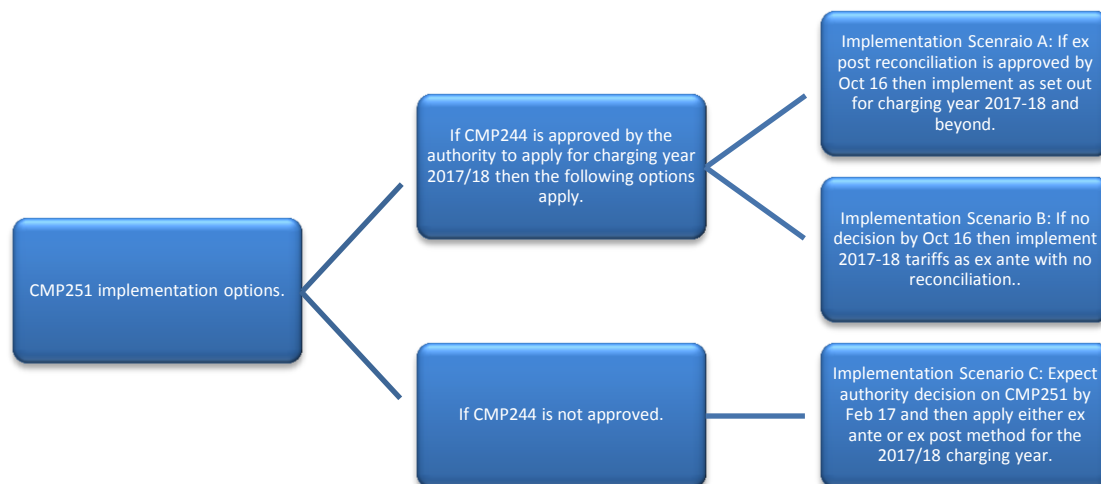 CMP251 implementation options.
If CMP244 is approved by the
authority to apply for charging year
2017/18 then the following options
apply.
If CMP244 is not approved.
Implementation Scenraio A: If ex
post reconciliation is approved by
Oct 16 then implement as set out
for charging year 2017-18 and
beyond.
Implementation Scenario B: If no
decision by Oct 16 then implement
2017-18 tariffs as ex ante with no
reconciliation..
Implementation Scenario C: Expect
authority decision on CMP251 by
Feb 17 and then apply either ex
ante or ex post method for the
2017/18 charging year.